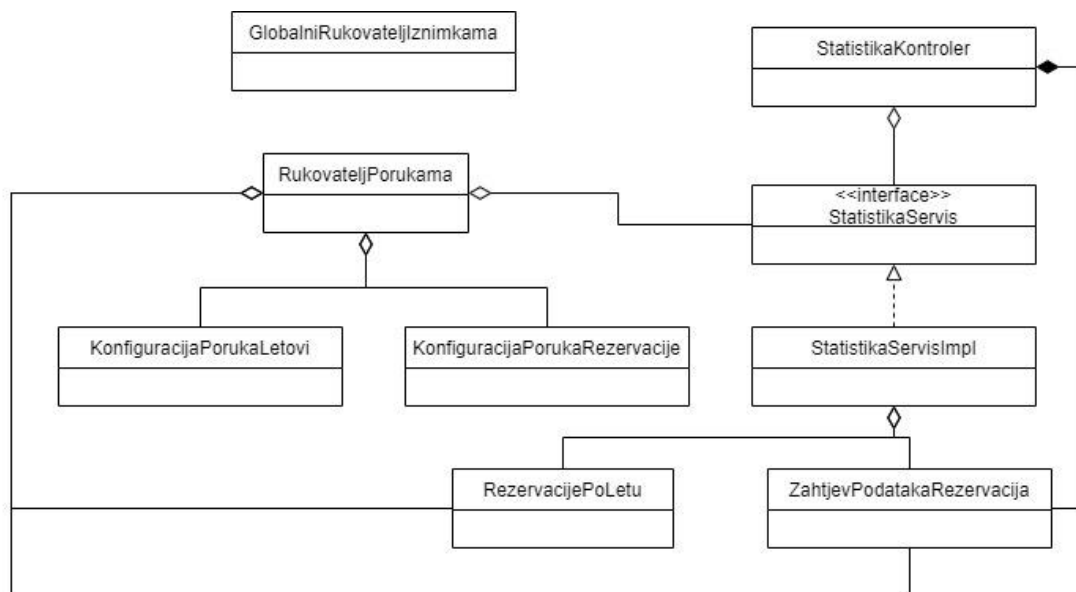 GlobalniRukovateljIznimkama
StatistikaKontroler
RukovateljPorukama
<<interface>>
StatistikaServis
KonfiguracijaPorukaLetovi
KonfiguracijaPorukaRezervacije
StatistikaServisImpl
RezervacijePoLetu
ZahtjevPodatakaRezervacija